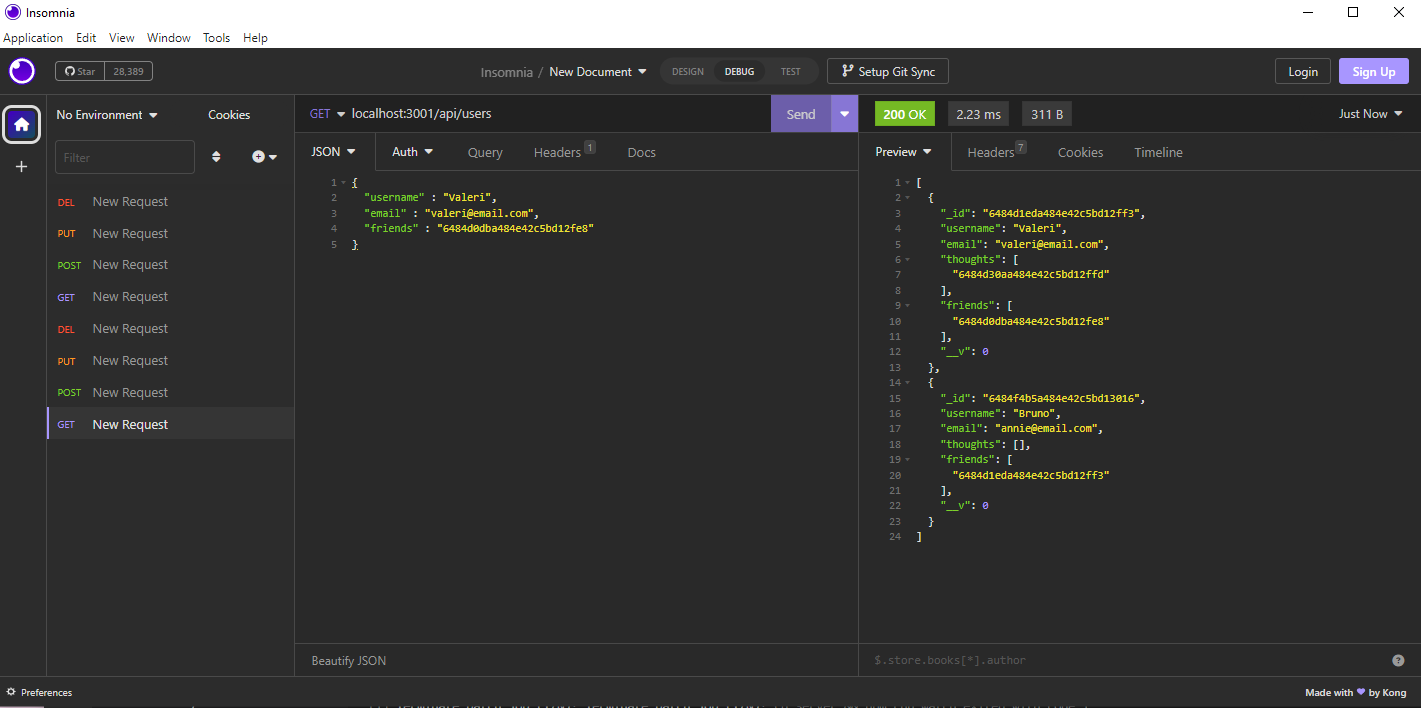 Insomnia
Application Edit View Window Tools Help
Star 28,389
Insomnia / New Document
DESIGN DEBUG TEST
Setup Git Sync
Login Sign Up
No Environment Cookies
Filter
DEL New Request
PUT New Request
POST New Request
GET New Request
DEL New Request
PUT New Request
POST New Request
GET New Request
GET localhost:3001/api/users Send
JSON Auth Query Headers 1 Docs
1 {
2 "username" : "Valeri",
3 "email" : "valeri@email.com",
4 "friends" : "6484d0dba484e42c5bd12fe8"
5 }
Beautify JSON
200 OK 2.23 ms 311 B Just Now
Preview Headers 7 Cookies Timeline
1 [
2 {
3 "_id": "6484d1eda484e42c5bd12ff3",
4 "username": "Valeri",
5 "email": "valeri@email.com",
6 "thoughts": [
7 "6484d30aa484e42c5bd12ffd"
8 ],
9 "friends": [
10 "6484d0dba484e42c5bd12fe8"
11 ],
12 "__v": 0
13 },
14 {
15 "_id": "6484f4b5a484e42c5bd13016",
16 "username": "Bruno",
17 "email": "annie@email.com",
18 "thoughts": [],
19 "friends": [
20 "6484d1eda484e42c5bd12ff3"
21 ],
22 "__v": 0
23 }
24 ]
$.store.books[*].author ?
Preferences
Made with ❤ by Kong